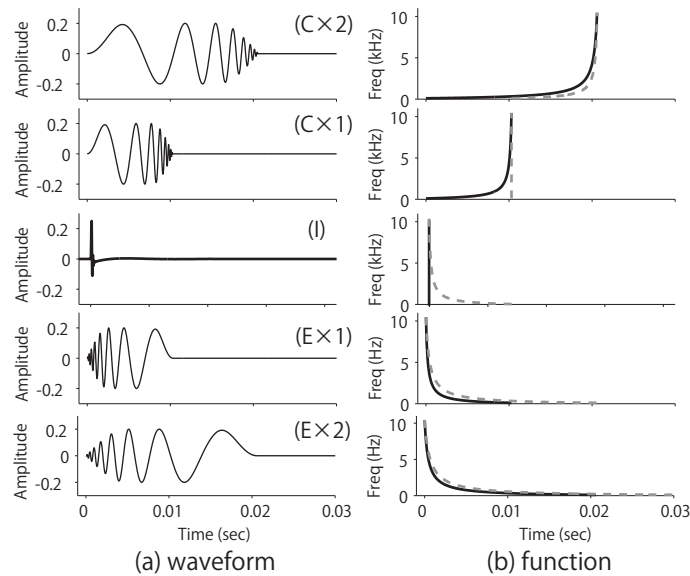 Amplitude
0.2
0
-0.2
(C×2)
Freq (kHz)
10
5
0
Amplitude
0.2
0
-0.2
(C×1)
Freq (kHz)
10
5
0
Amplitude
0.2
0
-0.2
(I)
Freq (kHz)
10
5
0
Amplitude
0.2
0
-0.2
(E×1)
Freq (Hz)
10
5
0
Amplitude
0.2
0
-0.2
(E×2)
Freq (Hz)
10
5
0
0 0.01 0.02 0.03
0 0.01 0.02 0.03
Time (sec)
Time (sec)
(a) waveform
(b) function